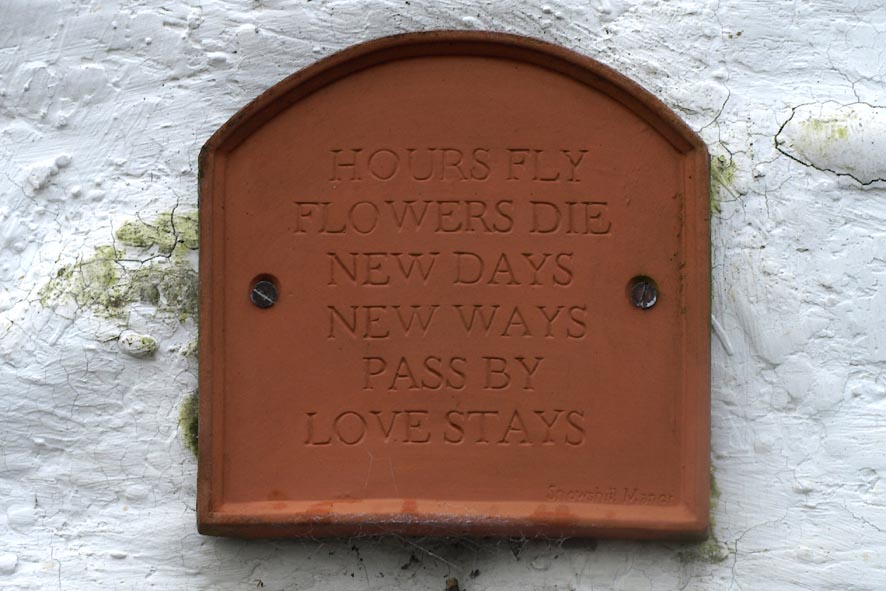 HOURS FLY
FLOWERS DIE
NEW DAYS
NEW WAYS
PASS BY
LOVE STAYS
Snowshill Manor